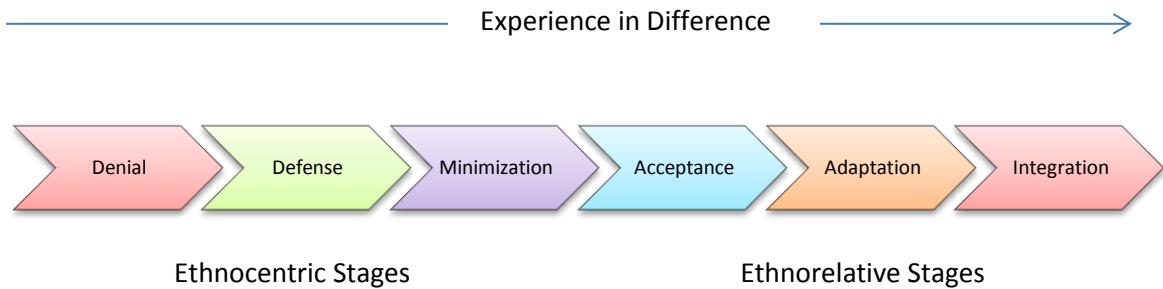 Experience in Difference
Denial
Defense
Minimization
Acceptance
Adaptation
Integration
Ethnocentric Stages
Ethnorelative Stages